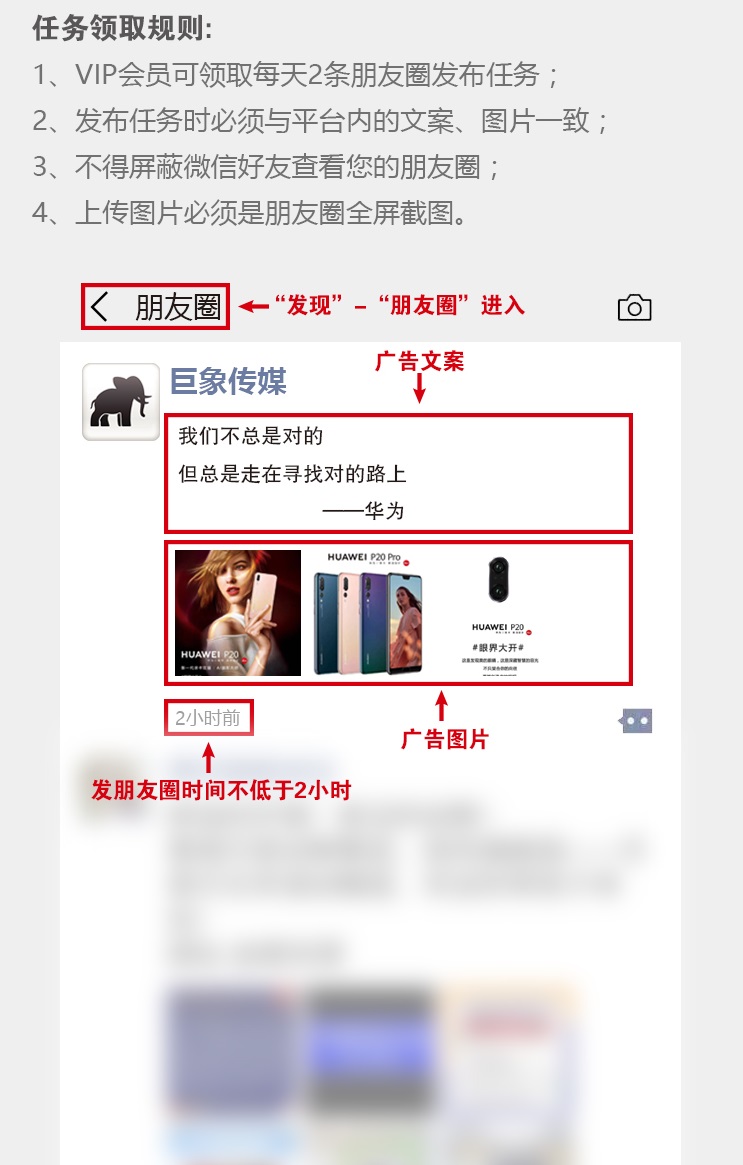 任务领取规则:
1、VIP会员可领取每天2条朋友圈发布任务；
2、发布任务时必须与平台内的文案、图片一致；
3、不得屏蔽微信好友查看您的朋友圈；
4、上传图片必须是朋友圈全屏截图。
朋友圈 “发现”-“朋友圈”进入
广告文案
巨象传媒
我们不总是对的
但总是走在寻找对的路上
——华为
HUAWEI P20 Pro
HUAWEI P20
HUAWEI P20
#眼界大开#
2小时前
广告图片
发朋友圈时间不低于2小时